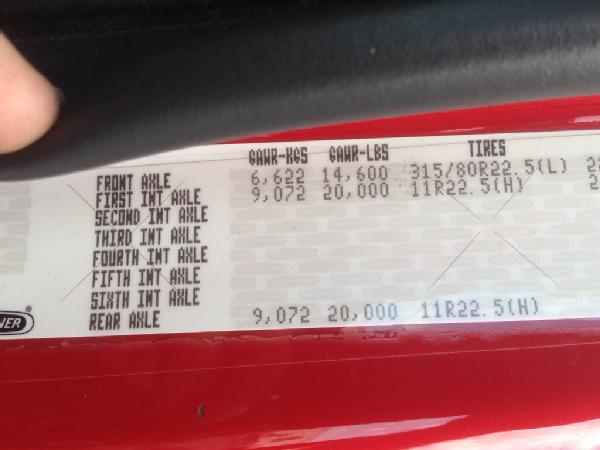 GAWR-KGS GAWR-LBS TIRES
FRONT AXLE 6,622 14,600 315/80R22.5(L)
FIRST INT AXLE 9,072 20,000 11R22.5(H)
SECOND INT AXLE
THIRD INT AXLE
FOURTH INT AXLE
FIFTH INT AXLE
SIXTH INT AXLE
REAR AXLE 9,072 20,000 11R22.5(H)